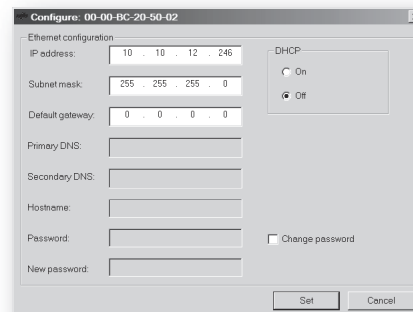 Configure: 00-00-BC-20-50-02
Ethernet configuration
IP address: 10 . 10 . 12 . 246
DHCP
On
Subnet mask: 255 . 255 . 255 . 0
Off
Default gateway: 0 . 0 . 0 . 0
Primary DNS:
Secondary DNS:
Hostname:
Password:
Change password
New password:
Set
Cancel